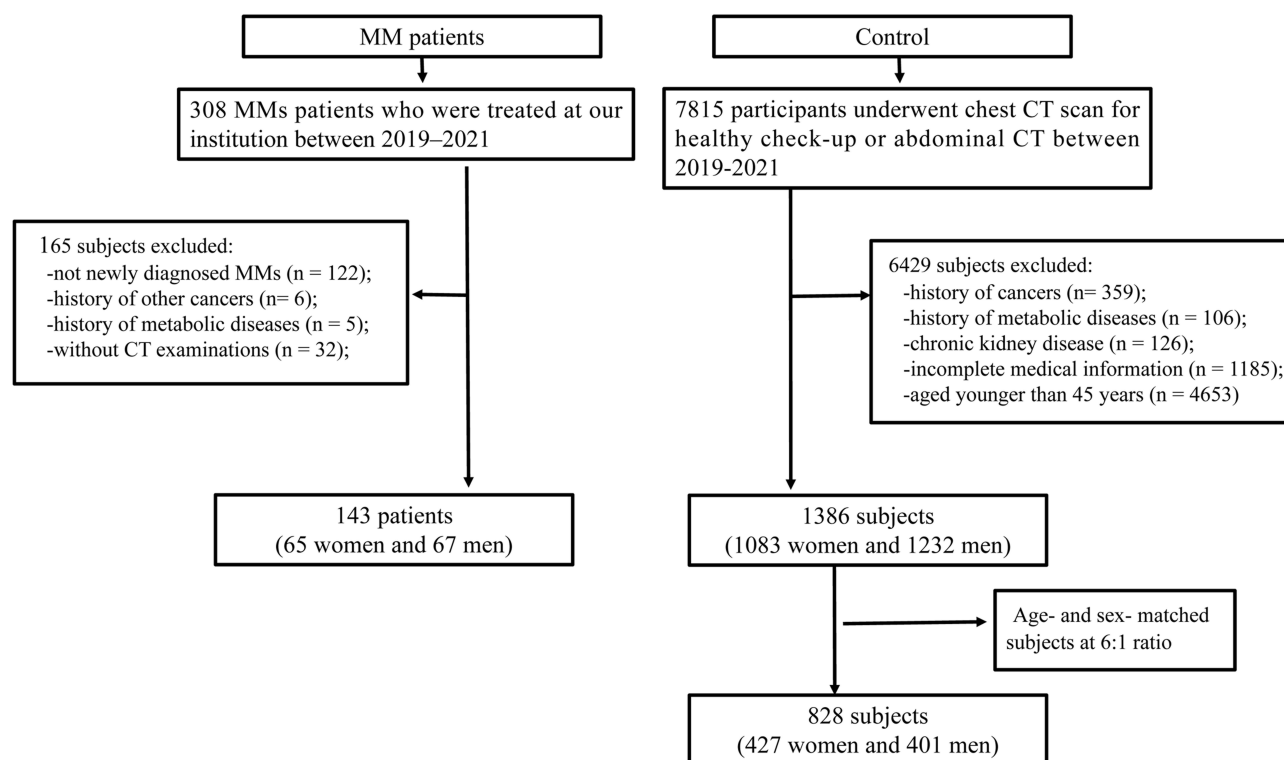 MM patients
308 MMs patients who were treated at our
institution between 2019–2021
165 subjects excluded:
-not newly diagnosed MMs (n = 122);
-history of other cancers (n= 6);
-history of metabolic diseases (n = 5);
-without CT examinations (n = 32);
143 patients
(65 women and 67 men)
Control
7815 participants underwent chest CT scan for
healthy check-up or abdominal CT between
2019-2021
6429 subjects excluded:
-history of cancers (n= 359);
-history of metabolic diseases (n = 106);
-chronic kidney disease (n = 126);
-incomplete medical information (n = 1185);
-aged younger than 45 years (n = 4653)
1386 subjects
(1083 women and 1232 men)
Age- and sex- matched
subjects at 6:1 ratio
828 subjects
(427 women and 401 men)